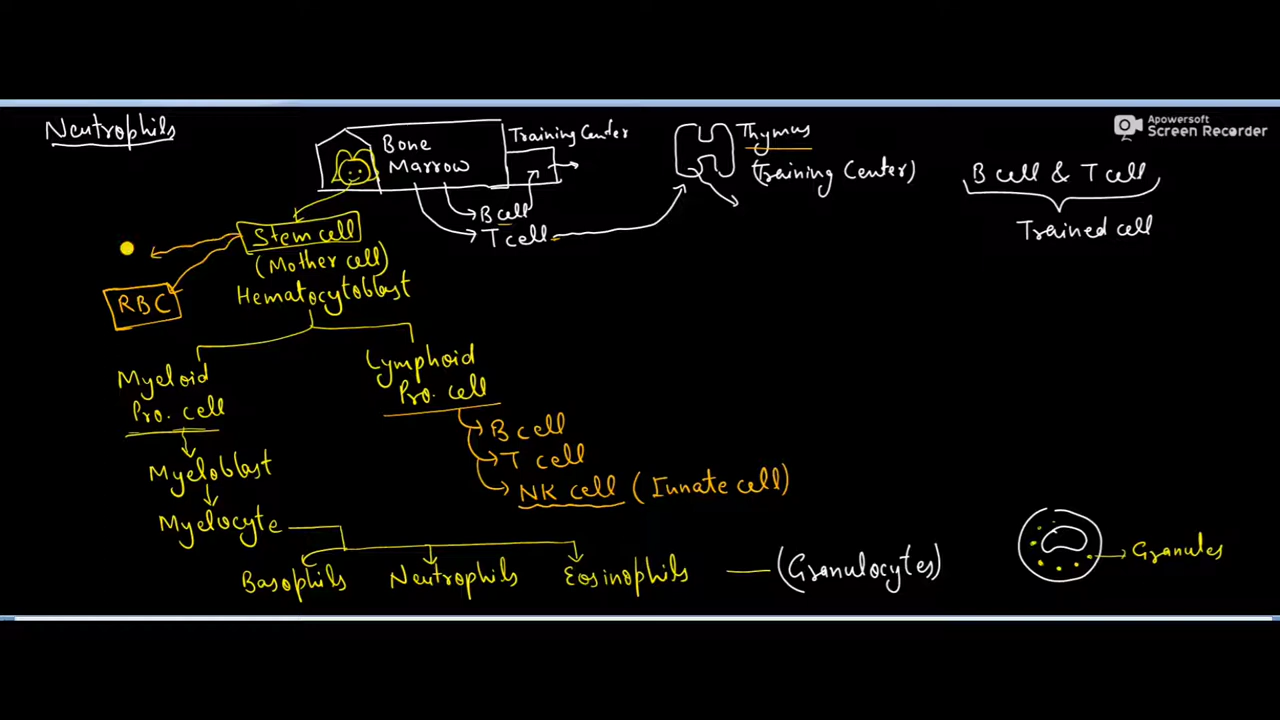 Neutrophils
Bone
Marrow
Training Center
Thymus
(Training Center)
B cell & T cell
Trained cell
Apowersoft
Screen Recorder
B cell
T cell
Stem cell
(Mother cell)
Hematocytoblast
RBC
Myeloid
Pro. cell
Lymphoid
Pro. cell
B cell
T cell
NK cell (Innate cell)
Myeloblast
Myelocyte
Basophils Neutrophils Eosinophils — (Granulocytes)
Granules